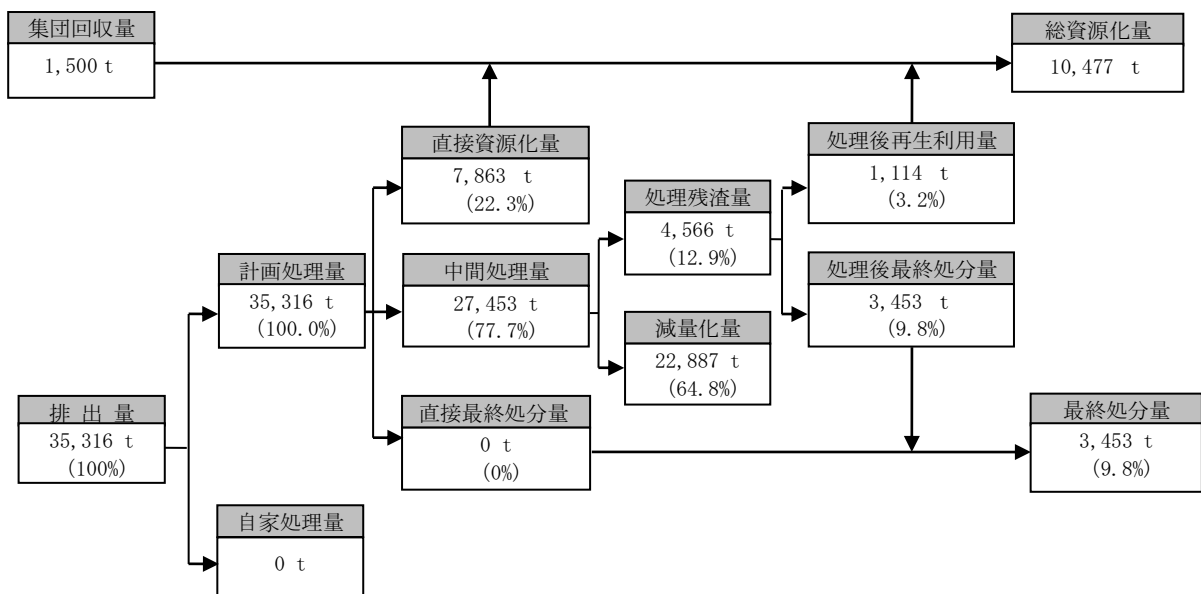 集団回収量
1,500 t
総資源化量
10,477 t
直接資源化量
7,863 t
(22.3%)
処理後再生利用量
1,114 t
(3.2%)
処理残渣量
4,566 t
(12.9%)
計画処理量
35,316 t
(100.0%)
中間処理量
27,453 t
(77.7%)
処理後最終処分量
3,453 t
(9.8%)
減量化量
22,887 t
(64.8%)
排 出 量
35,316 t
(100%)
直接最終処分量
0 t
(0%)
最終処分量
3,453 t
(9.8%)
自家処理量
0 t